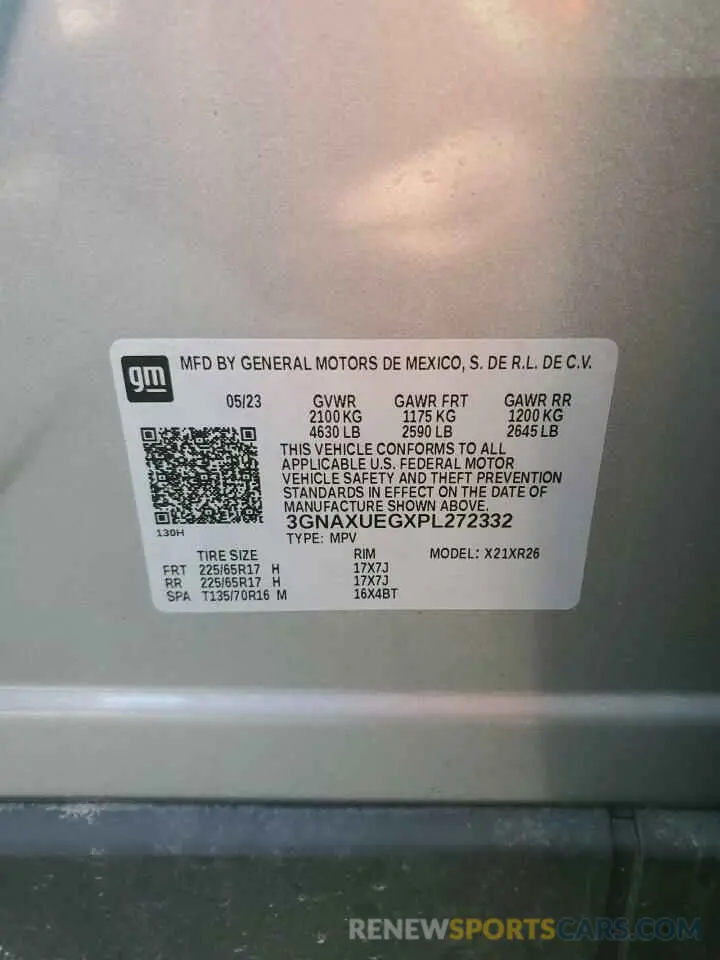 gm
MFD BY GENERAL MOTORS DE MEXICO, S. DE R.L. DE C.V.
05/23 GVWR GAWR FRT GAWR RR
2100 KG 1175 KG 1200 KG
4630 LB 2590 LB 2645 LB
THIS VEHICLE CONFORMS TO ALL
APPLICABLE U.S. FEDERAL MOTOR
VEHICLE SAFETY AND THEFT PREVENTION
STANDARDS IN EFFECT ON THE DATE OF
MANUFACTURE SHOWN ABOVE.
3GNAXUEGXPL272332
130H
TYPE: MPV
TIRE SIZE RIM MODEL: X21XR26
FRT 225/65R17 H 17X7J
RR 225/65R17 H 17X7J
SPA T135/70R16 M 16X4BT
RENEWSPORTSCARS.COM